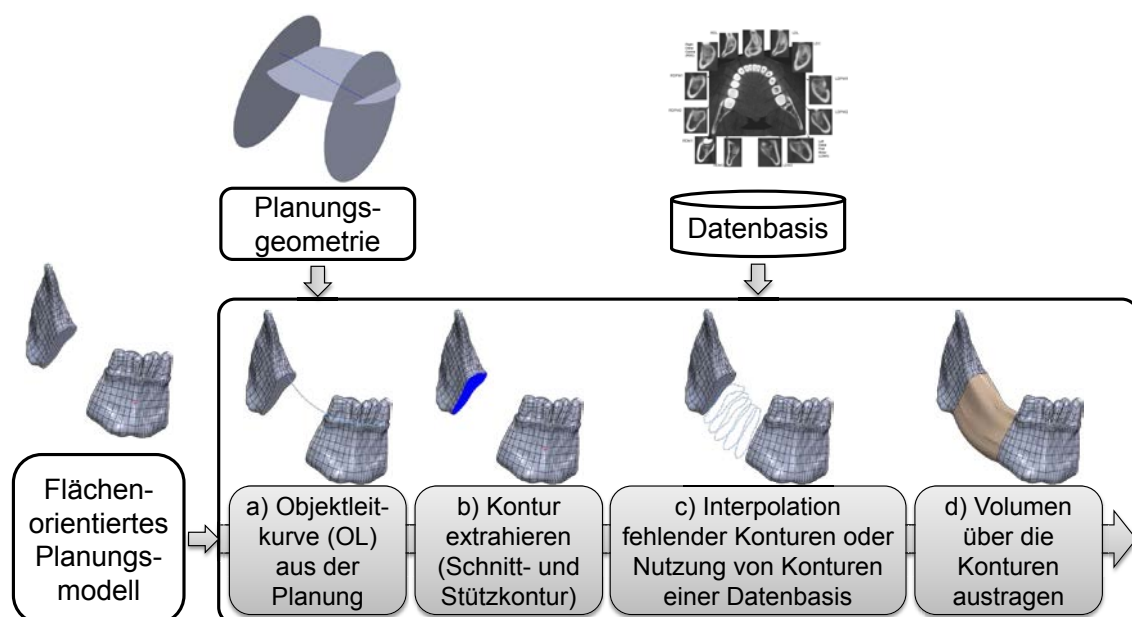 Planungs-
geometrie
Datenbasis
Flächen-
orientiertes
Planungs-
modell
a) Objektleit-
kurve (OL)
aus der
Planung
b) Kontur
extrahieren
(Schnitt- und
Stützkontur)
c) Interpolation
fehlender Konturen oder
Nutzung von Konturen
einer Datenbasis
d) Volumen
über die
Konturen
austragen